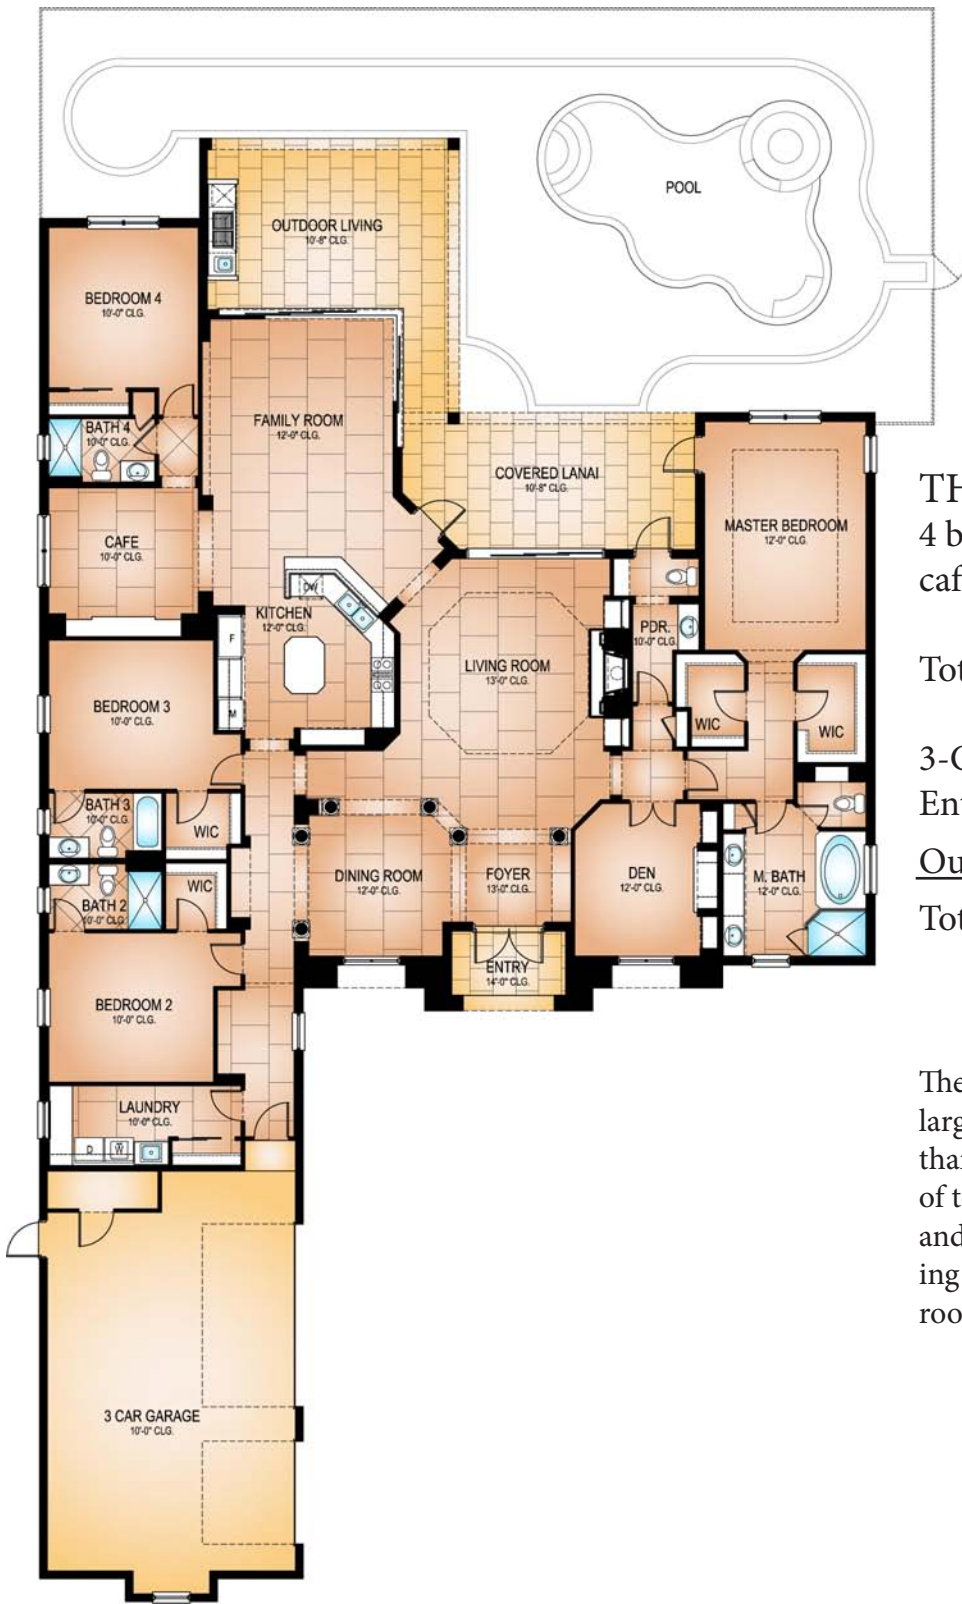 POOL
OUTDOOR LIVING
10'-8" CLG.
BEDROOM 4
10'-0" CLG.
FAMILY ROOM
12'-0" CLG.
BATH 4
10'-0" CLG.
COVERED LANAI
10'-8" CLG.
MASTER BEDROOM
12'-0" CLG.
CAFE
10'-0" CLG.
DW
KITCHEN
12'-0" CLG.
F
M
LIVING ROOM
13'-0" CLG.
PDR.
10'-0" CLG.
WIC
WIC
BEDROOM 3
10'-0" CLG.
BATH 3
10'-0" CLG.
WIC
WIC
BATH 2
10'-0" CLG.
DINING ROOM
12'-0" CLG.
FOYER
13'-0" CLG.
DEN
12'-0" CLG.
M. BATH
12'-0" CLG.
ENTRY
14'-0" CLG.
BEDROOM 2
10'-0" CLG.
LAUNDRY
10'-0" CLG.
D
W
3 CAR GARAGE
10'-0" CLG.
4 b
caf
Tot
Ou
Tot
The
larg
of t
and
ing
roo